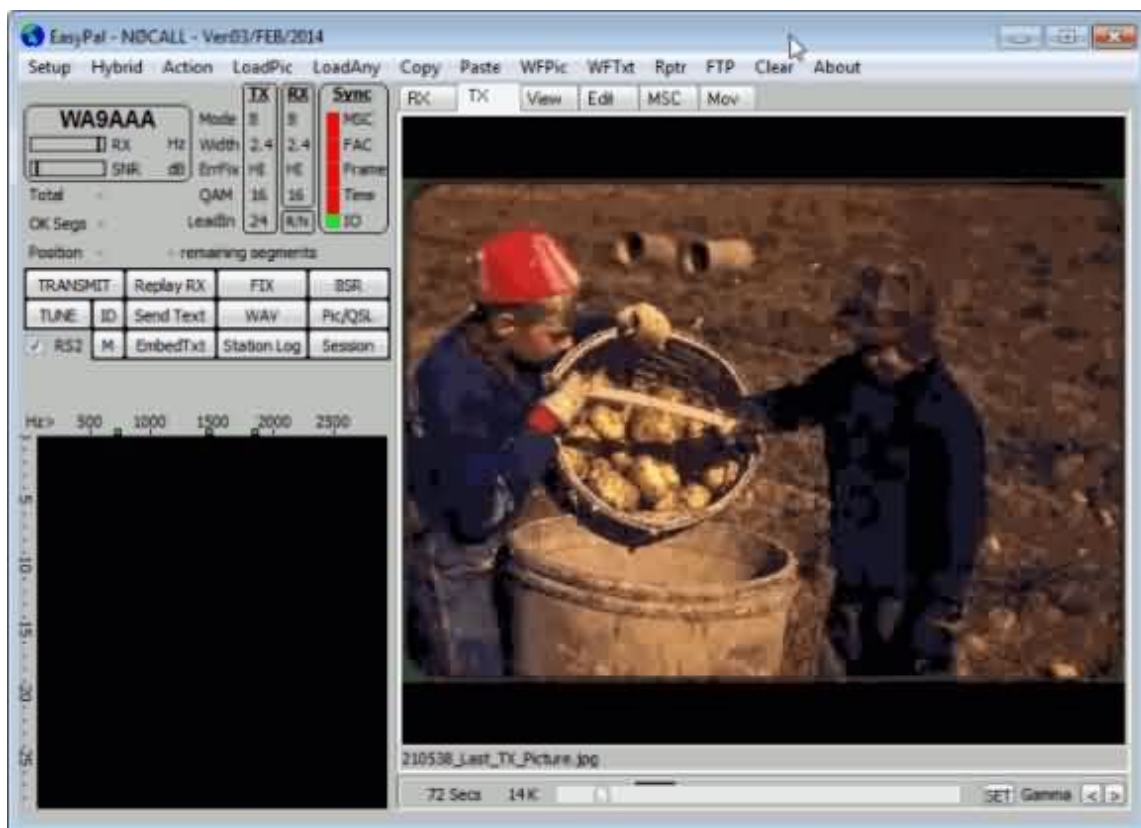 EasyPal - NØCALL - Ver03/FEB/2014
Setup Hybrid Action LoadPic LoadAny Copy Paste WFPic WFTxt Rptr FTP Clear About
TX RX Sync
RX TX View Edit MSC Mov
WA9AAA
Mode B B MSC
RX Hz Width 2.4 2.4 FAC
SNR dB ErrFix HI HI Frame
Total - QAM 16 16 Time
OK Segs - LeadIn 24 IO
Position - - remaining segments
TRANSMIT Replay RX FIX BSR
TUNE ID Send Text WAV Pic/QSL
RS2 M EmbedTxt Station Log Session
Hz> 500 1000 1500 2000 2500
5
10
15
20
25
210538_Last_TX_Picture.jpg
72 Secs 14K SET Gamma < >